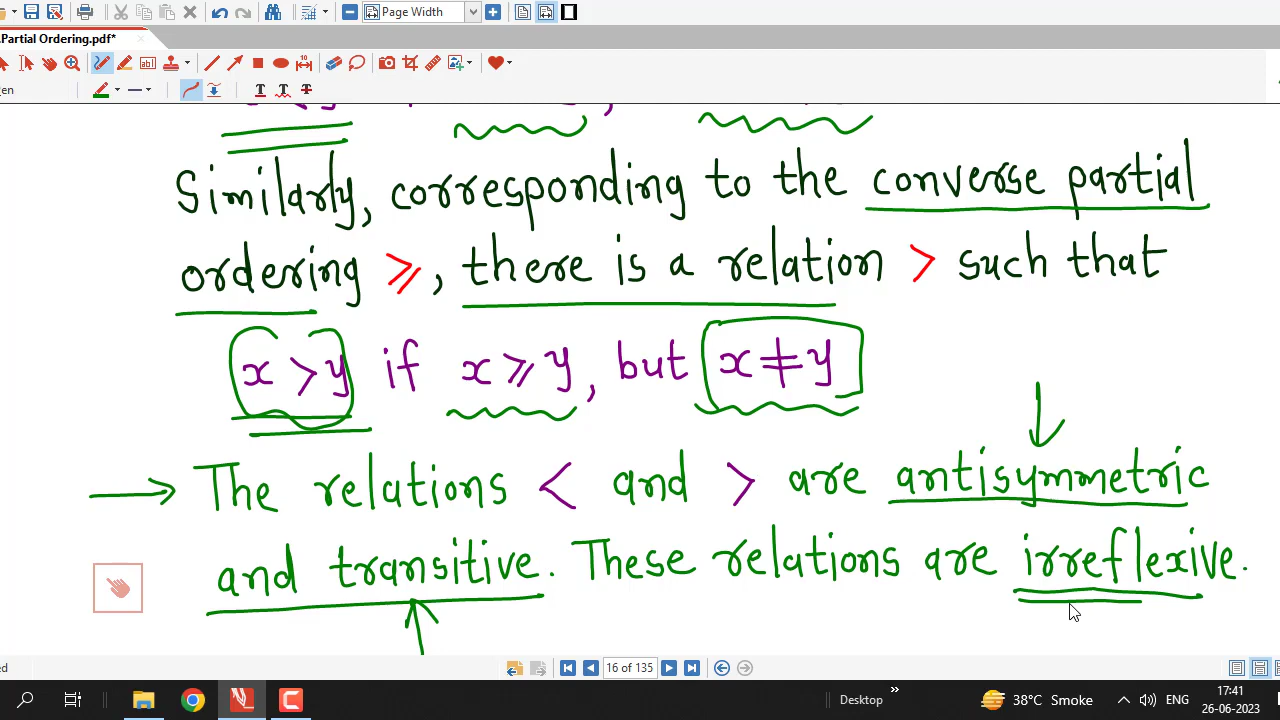 Page Width
Partial Ordering.pdf*
Similarly, corresponding to the converse partial
ordering ⩾, there is a relation > such that
x > y if x ⩾ y, but x ≠ y
The relations < and > are antisymmetric
and transitive. These relations are irreflexive.
16 of 135
Desktop
38°C Smoke
ENG
17:41
26-06-2023